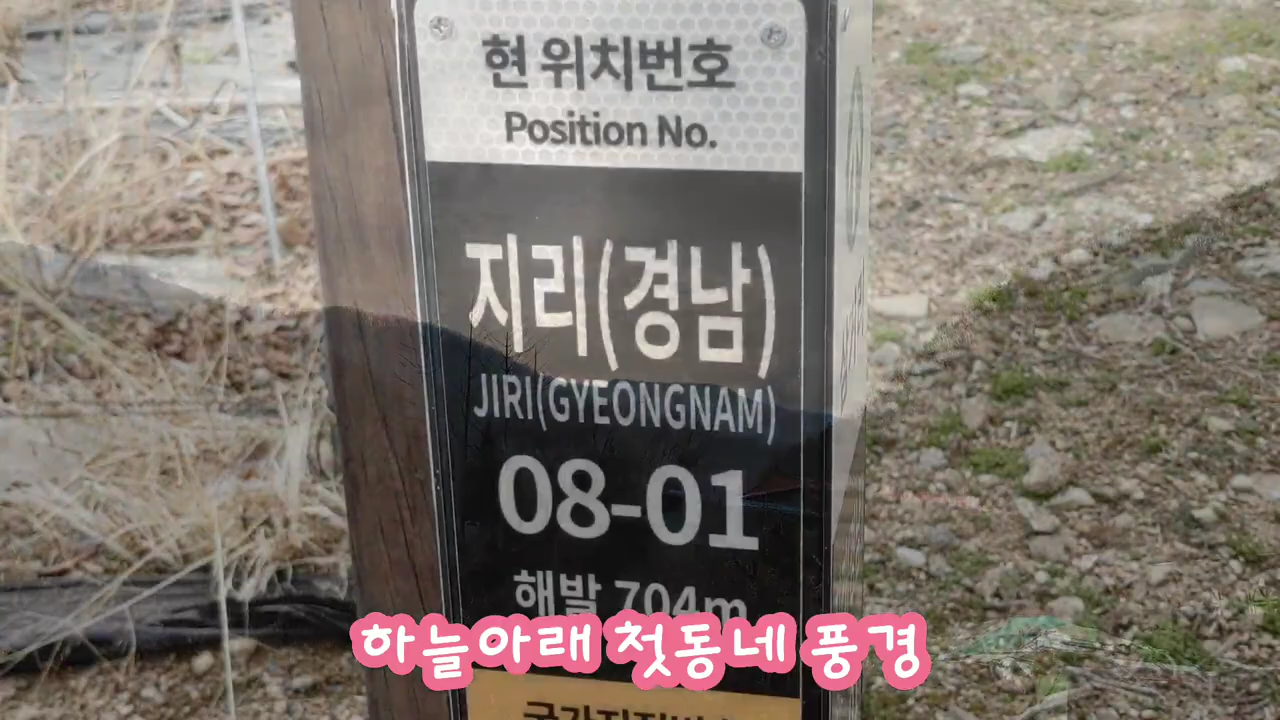 현 위치번호
Position No.
지리(경남)
JIRI(GYEONGNAM)
08-01
해발 704m
하늘아래 첫동네 풍경